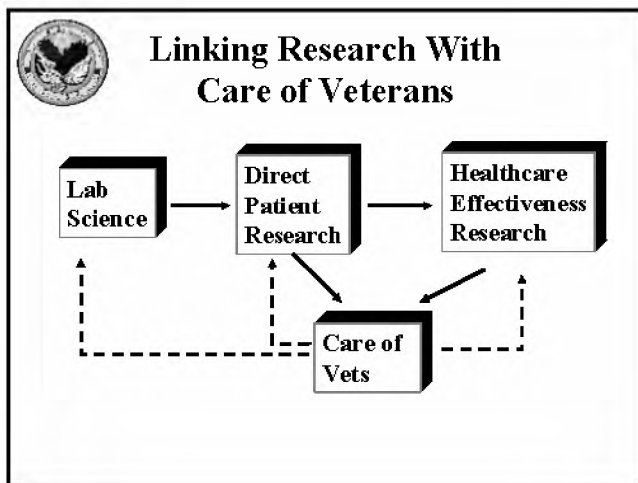 Linking Research With
Care of Veterans
Lab
Science
Direct
Patient
Research
Healthcare
Effectiveness
Research
Care of
Vets